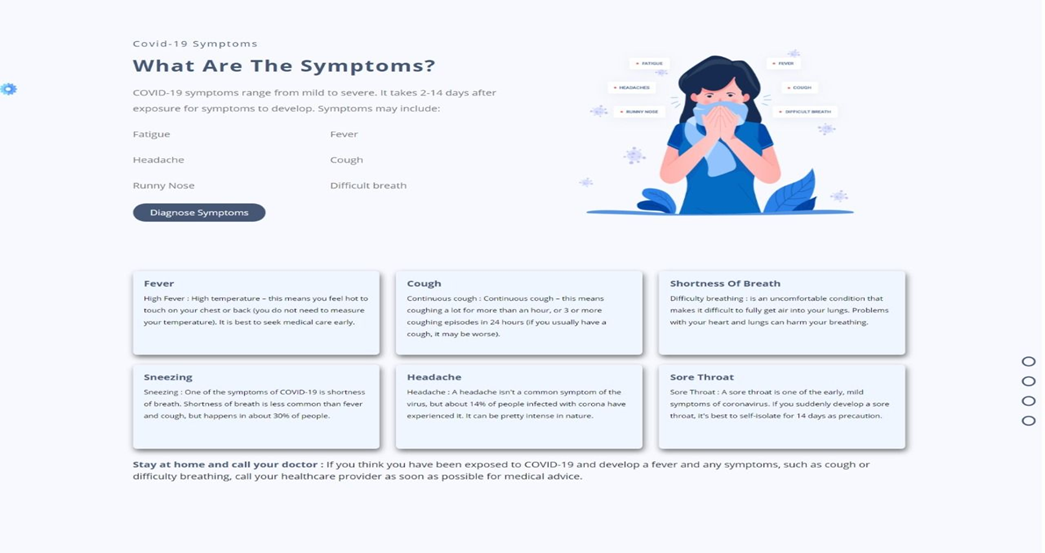 Covid-19 Symptoms
What Are The Symptoms?
COVID-19 symptoms range from mild to severe. It takes 2-14 days after
exposure for symptoms to develop. Symptoms may include:
Fatigue
Fever
Headache
Cough
Runny Nose
Difficult breath
Diagnose Symptoms
FATIGUE
FEVER
HEADACHES
COUGH
RUNNY NOSE
DIFFICULT BREATH
Fever
High Fever : High temperature – this means you feel hot to
touch on your chest or back (you do not need to measure
your temperature). It is best to seek medical care early.
Cough
Continuous cough : Continuous cough – this means
coughing a lot for more than an hour, or 3 or more
coughing episodes in 24 hours (if you usually have a
cough, it may be worse).
Shortness Of Breath
Difficulty breathing : is an uncomfortable condition that
makes it difficult to fully get air into your lungs. Problems
with your heart and lungs can harm your breathing.
Sneezing
Sneezing : One of the symptoms of COVID-19 is shortness
of breath. Shortness of breath is less common than fever
and cough, but happens in about 30% of people.
Headache
Headache : A headache isn't a common symptom of the
virus, but about 14% of people infected with corona have
experienced it. It can be pretty intense in nature.
Sore Throat
Sore Throat : A sore throat is one of the early, mild
symptoms of coronavirus. If you suddenly develop a sore
throat, it's best to self-isolate for 14 days as precaution.
Stay at home and call your doctor : If you think you have been exposed to COVID-19 and develop a fever and any symptoms, such as cough or
difficulty breathing, call your healthcare provider as soon as possible for medical advice.